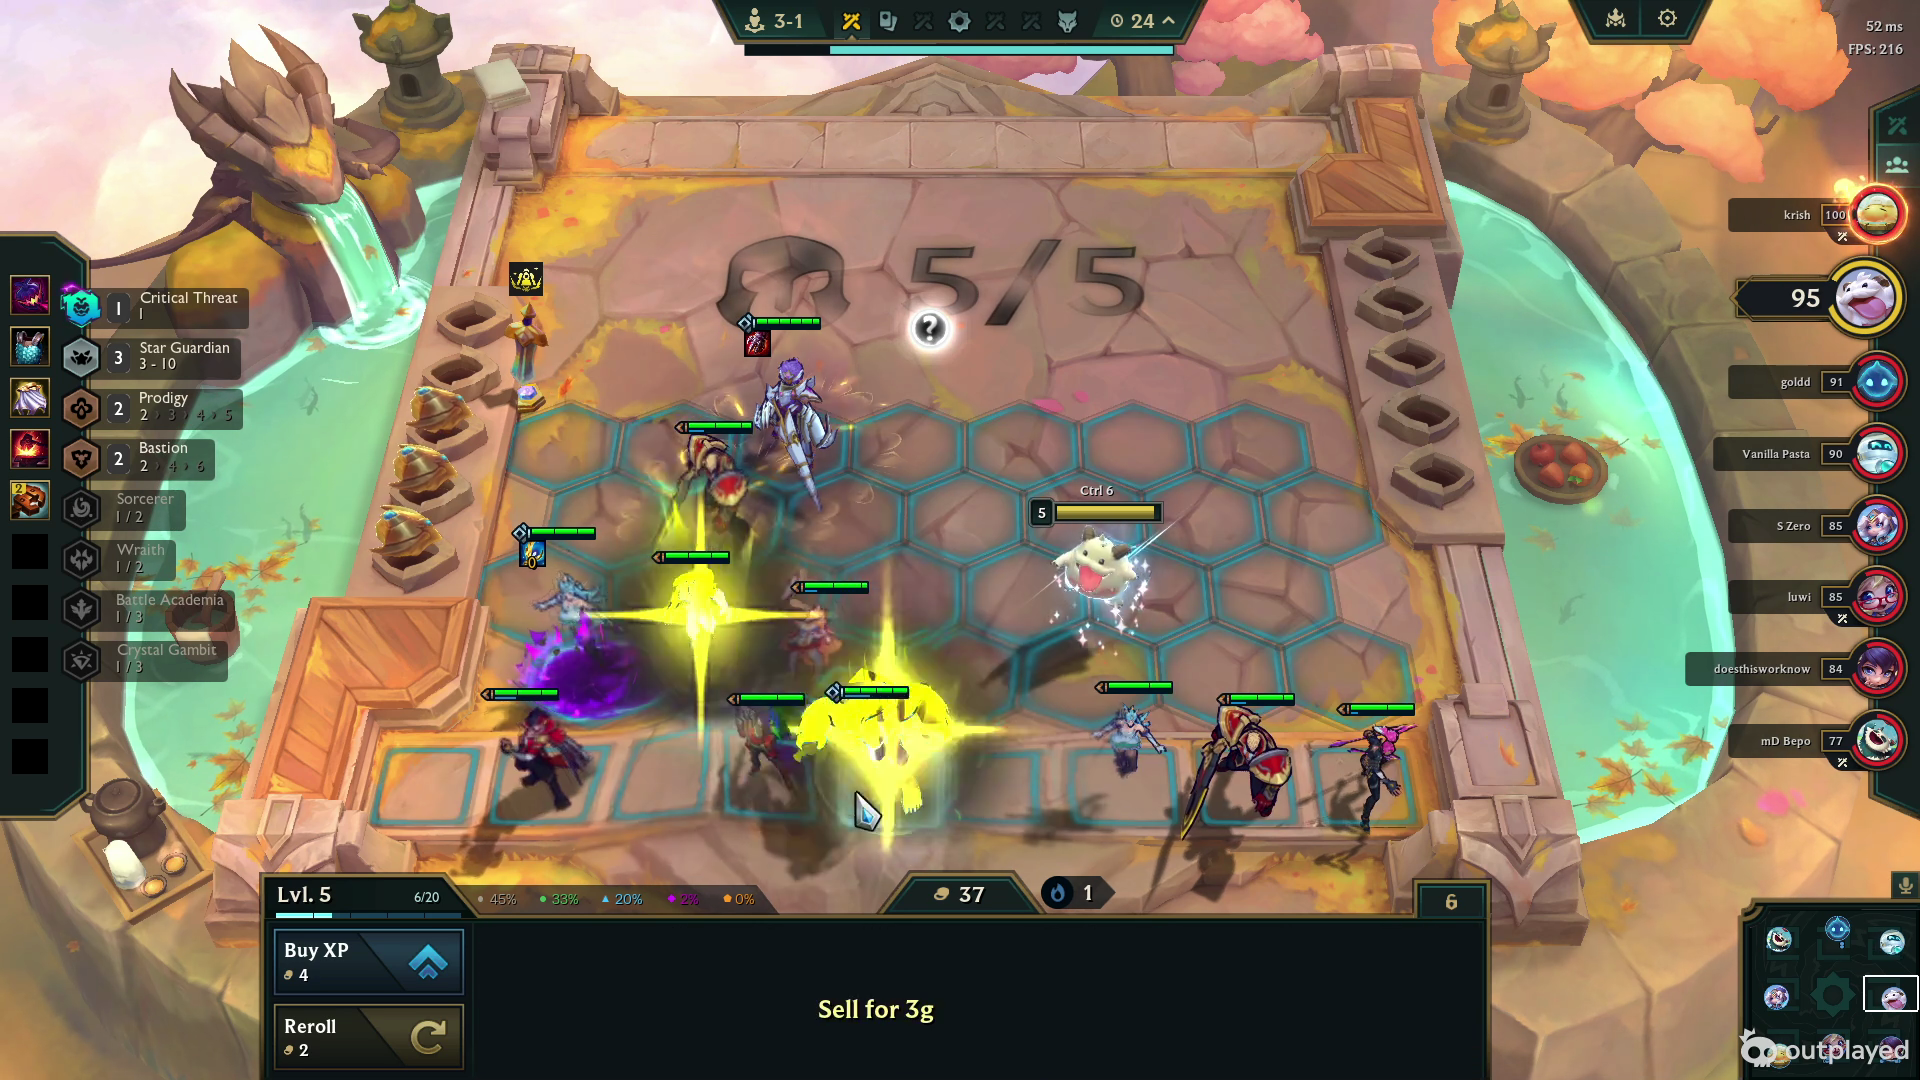 3-1
24
52 ms
FPS: 216
5/5
1
Critical Threat
1
3
Star Guardian
3 - 10
2
Prodigy
2 › 3 › 4 › 5
2
Bastion
2 › 4 › 6
Sorcerer
1 / 2
Wraith
1 / 2
Battle Academia
1 / 3
Crystal Gambit
1 / 3
2
0
?
Ctrl 6
5
krish 100
95
goldd 91
Vanilla Pasta 90
S Zero 85
luwi 85
doesthisworknow 84
mD Bepo 77
Lvl. 5
6/20
45%
33%
20%
2%
0%
37
1
6
Buy XP
4
Reroll
2
Sell for 3g
outplayed